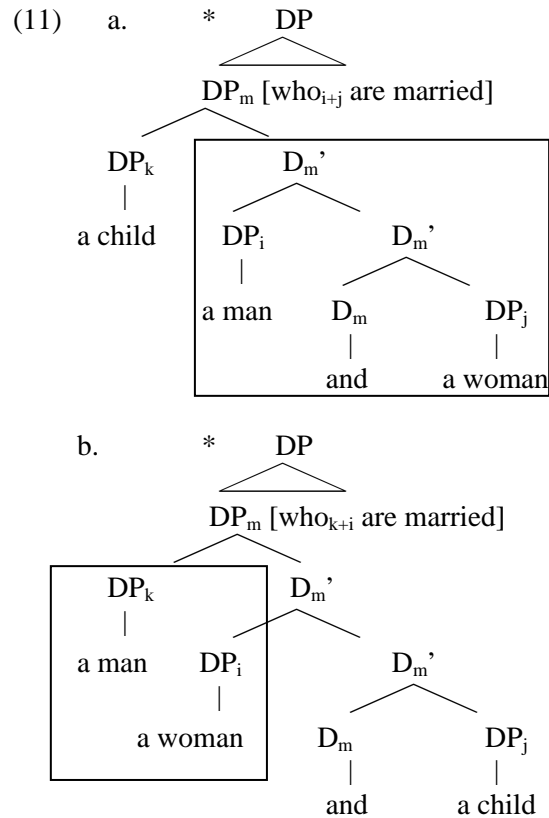 (11) a. * DP
DPm [whoi+j are married]
DPk Dm’
a child DPi Dm’
a man Dm DPj
and a woman
b. * DP
DPm [whok+i are married]
DPk Dm’
a man DPi Dm’
a woman Dm DPj
and a child